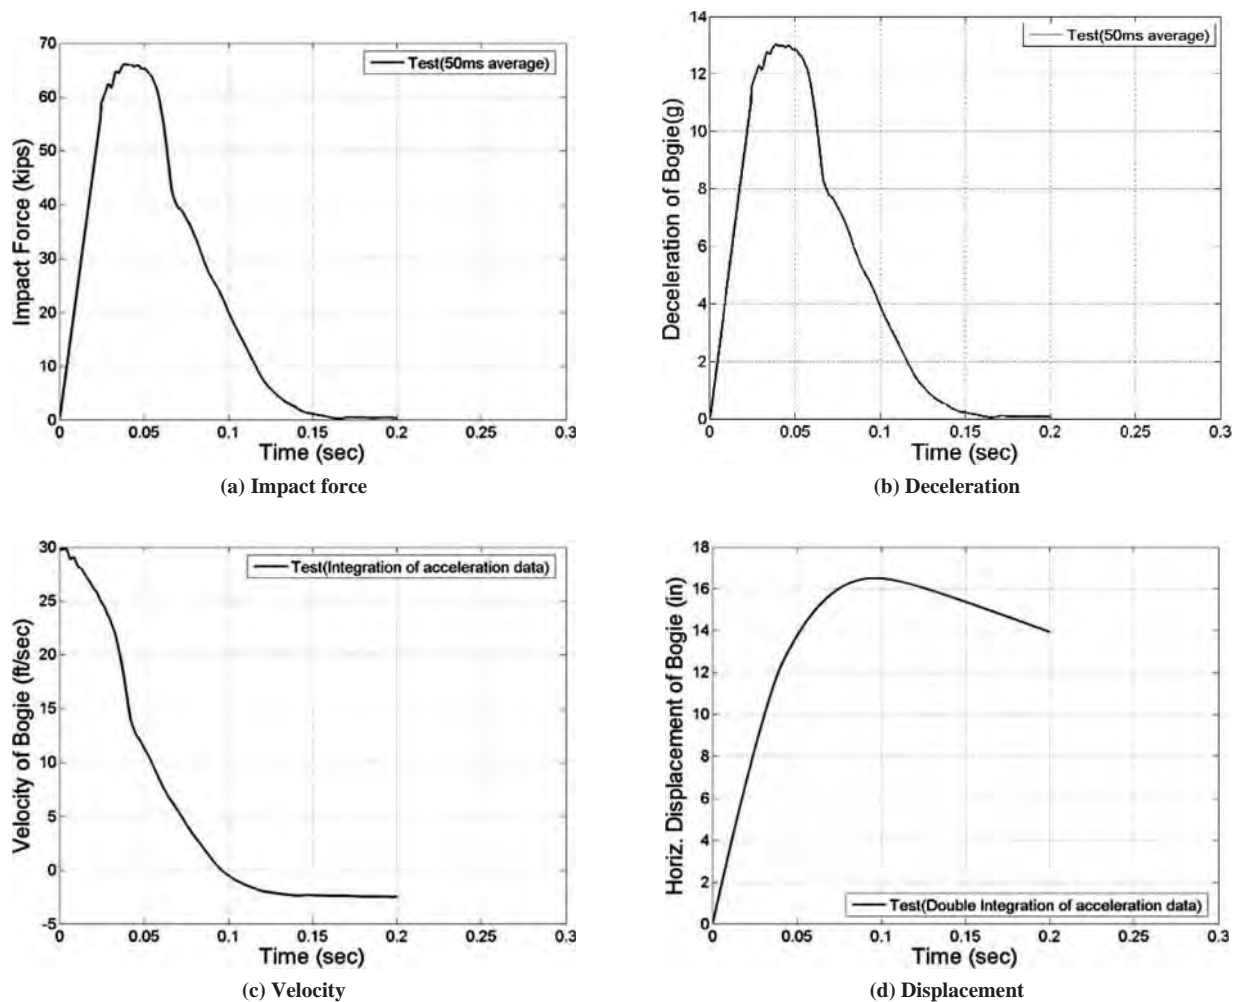 70
60
50
40
30
20
10
0
Impact Force (kips)
Test(50ms average)
0 0.05 0.1 0.15 0.2 0.25 0.3
Time (sec)
(a) Impact force
14
12
10
8
6
4
2
0
Deceleration of Bogie(g)
Test(50ms average)
0 0.05 0.1 0.15 0.2 0.25 0.3
Time (sec)
(b) Deceleration
30
25
20
15
10
5
0
-5
Velocity of Bogie (ft/sec)
Test(Integration of acceleration data)
0 0.05 0.1 0.15 0.2 0.25 0.3
Time (sec)
(c) Velocity
18
16
14
12
10
8
6
4
2
0
Horiz. Displacement of Bogie (in)
Test(Double Integration of acceleration data)
0 0.05 0.1 0.15 0.2 0.25 0.3
Time (sec)
(d) Displacement